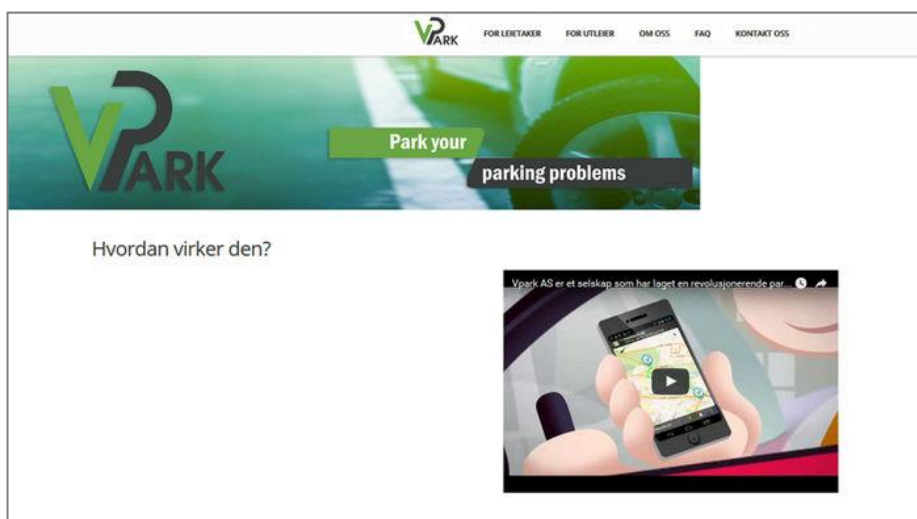 VPARK FOR LEIETAKER FOR UTLEIER OM OSS FAQ KONTAKT OSS
VPARK
Park your
parking problems
Hvordan virker den?
Vpark AS er et selskap som har laget en revolusjonerende par...